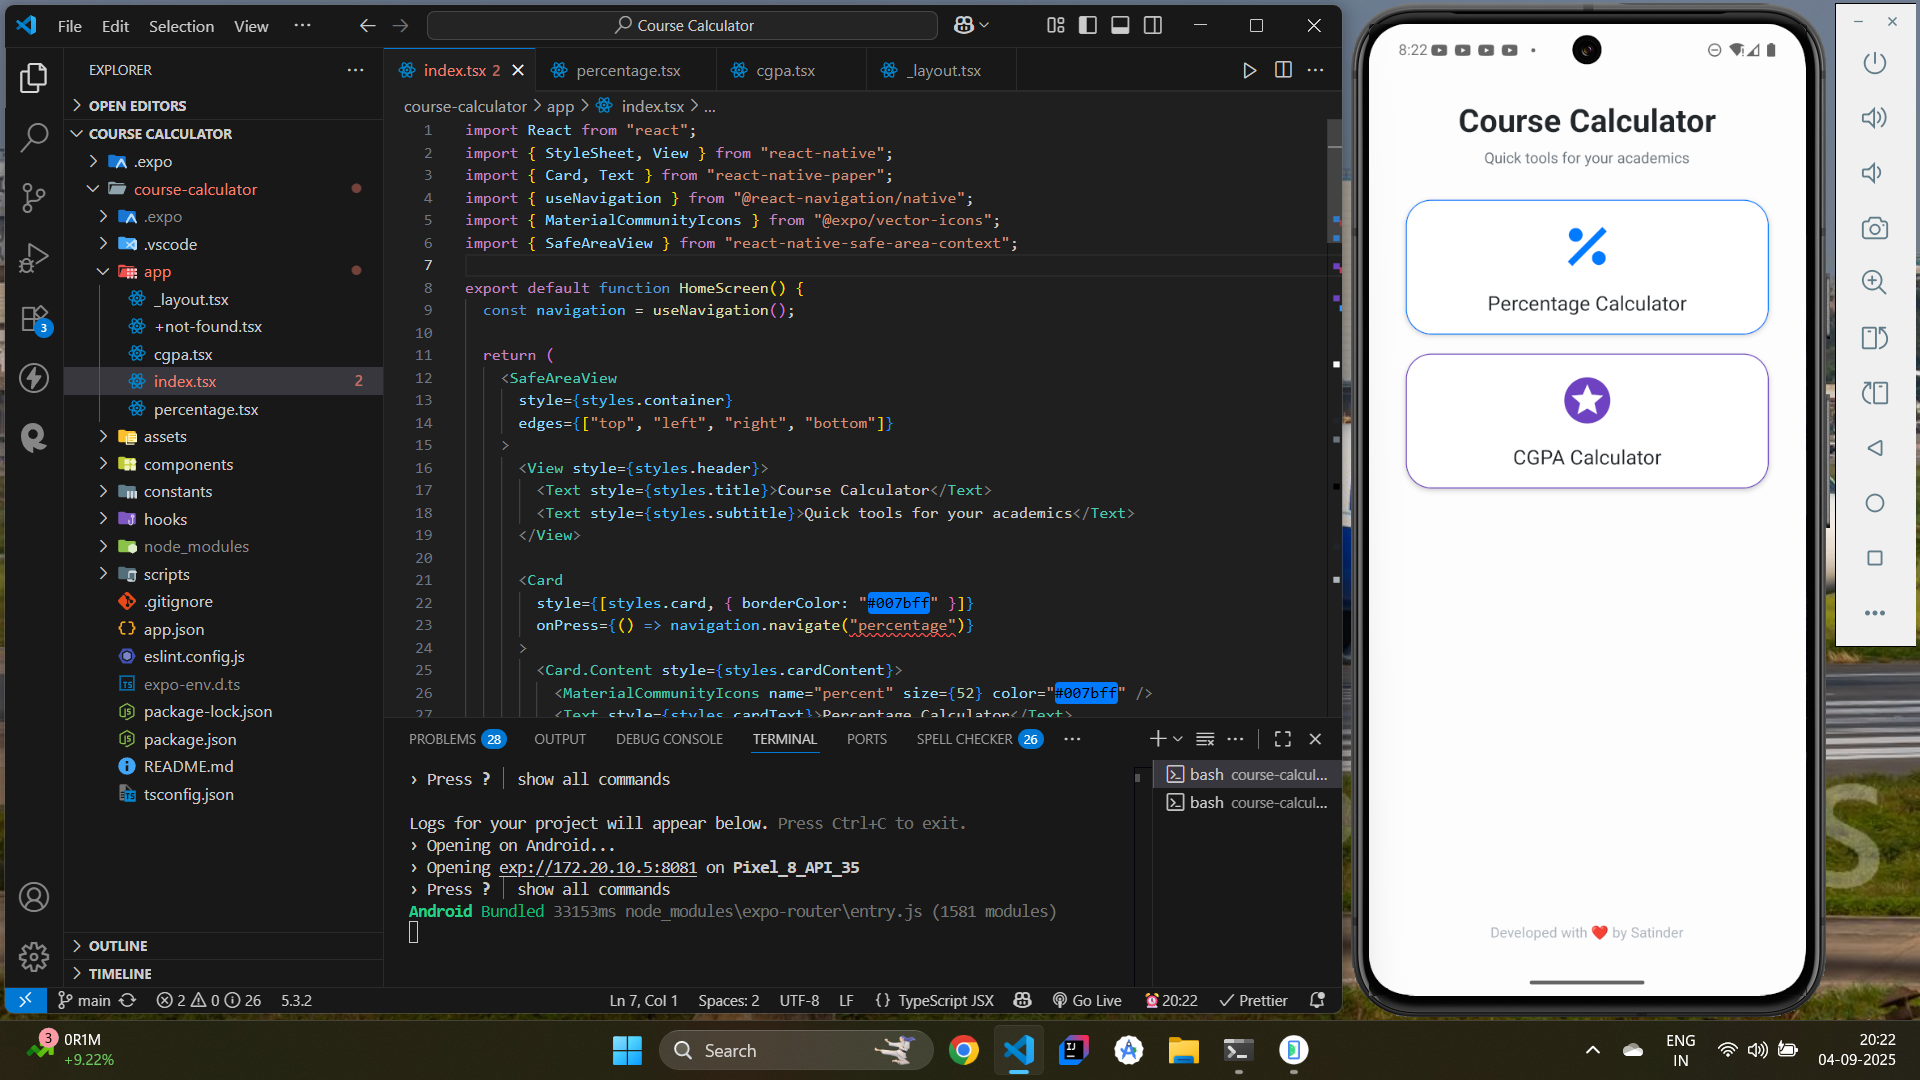 File Edit Selection View ··· Course Calculator
EXPLORER
OPEN EDITORS
COURSE CALCULATOR
.expo
course-calculator
.expo
.vscode
app
_layout.tsx
+not-found.tsx
cgpa.tsx
index.tsx 2
percentage.tsx
assets
components
constants
hooks
node_modules
scripts
.gitignore
app.json
eslint.config.js
expo-env.d.ts
package-lock.json
package.json
README.md
tsconfig.json
OUTLINE
TIMELINE
3
index.tsx 2 percentage.tsx cgpa.tsx _layout.tsx
course-calculator > app > index.tsx > ...
1 import React from "react";
2 import { StyleSheet, View } from "react-native";
3 import { Card, Text } from "react-native-paper";
4 import { useNavigation } from "@react-navigation/native";
5 import { MaterialCommunityIcons } from "@expo/vector-icons";
6 import { SafeAreaView } from "react-native-safe-area-context";
7
8 export default function HomeScreen() {
9 const navigation = useNavigation();
10
11 return (
12 <SafeAreaView
13 style={styles.container}
14 edges={["top", "left", "right", "bottom"]}
15 >
16 <View style={styles.header}>
17 <Text style={styles.title}>Course Calculator</Text>
18 <Text style={styles.subtitle}>Quick tools for your academics</Text>
19 </View>
20
21 <Card
22 style={[styles.card, { borderColor: "#007bff" }]}
23 onPress={() => navigation.navigate("percentage")}
24 >
25 <Card.Content style={styles.cardContent}>
26 <MaterialCommunityIcons name="percent" size={52} color="#007bff" />
27 <Text style={styles.cardText}>Percentage Calculator</Text>
PROBLEMS 28 OUTPUT DEBUG CONSOLE TERMINAL PORTS SPELL CHECKER 26
› Press ? │ show all commands
Logs for your project will appear below. Press Ctrl+C to exit.
› Opening on Android...
› Opening exp://172.20.10.5:8081 on Pixel_8_API_35
› Press ? │ show all commands
Android Bundled 33153ms node_modules\expo-router\entry.js (1581 modules)
bash course-calcul...
bash course-calcul...
main 2 0 26 5.3.2 Ln 7, Col 1 Spaces: 2 UTF-8 LF {} TypeScript JSX Go Live 20:22 Prettier
8:22
Course Calculator
Quick tools for your academics
Percentage Calculator
CGPA Calculator
Developed with ❤️ by Satinder
3
0R1M
+9.22%
Search
ENG
IN
20:22
04-09-2025